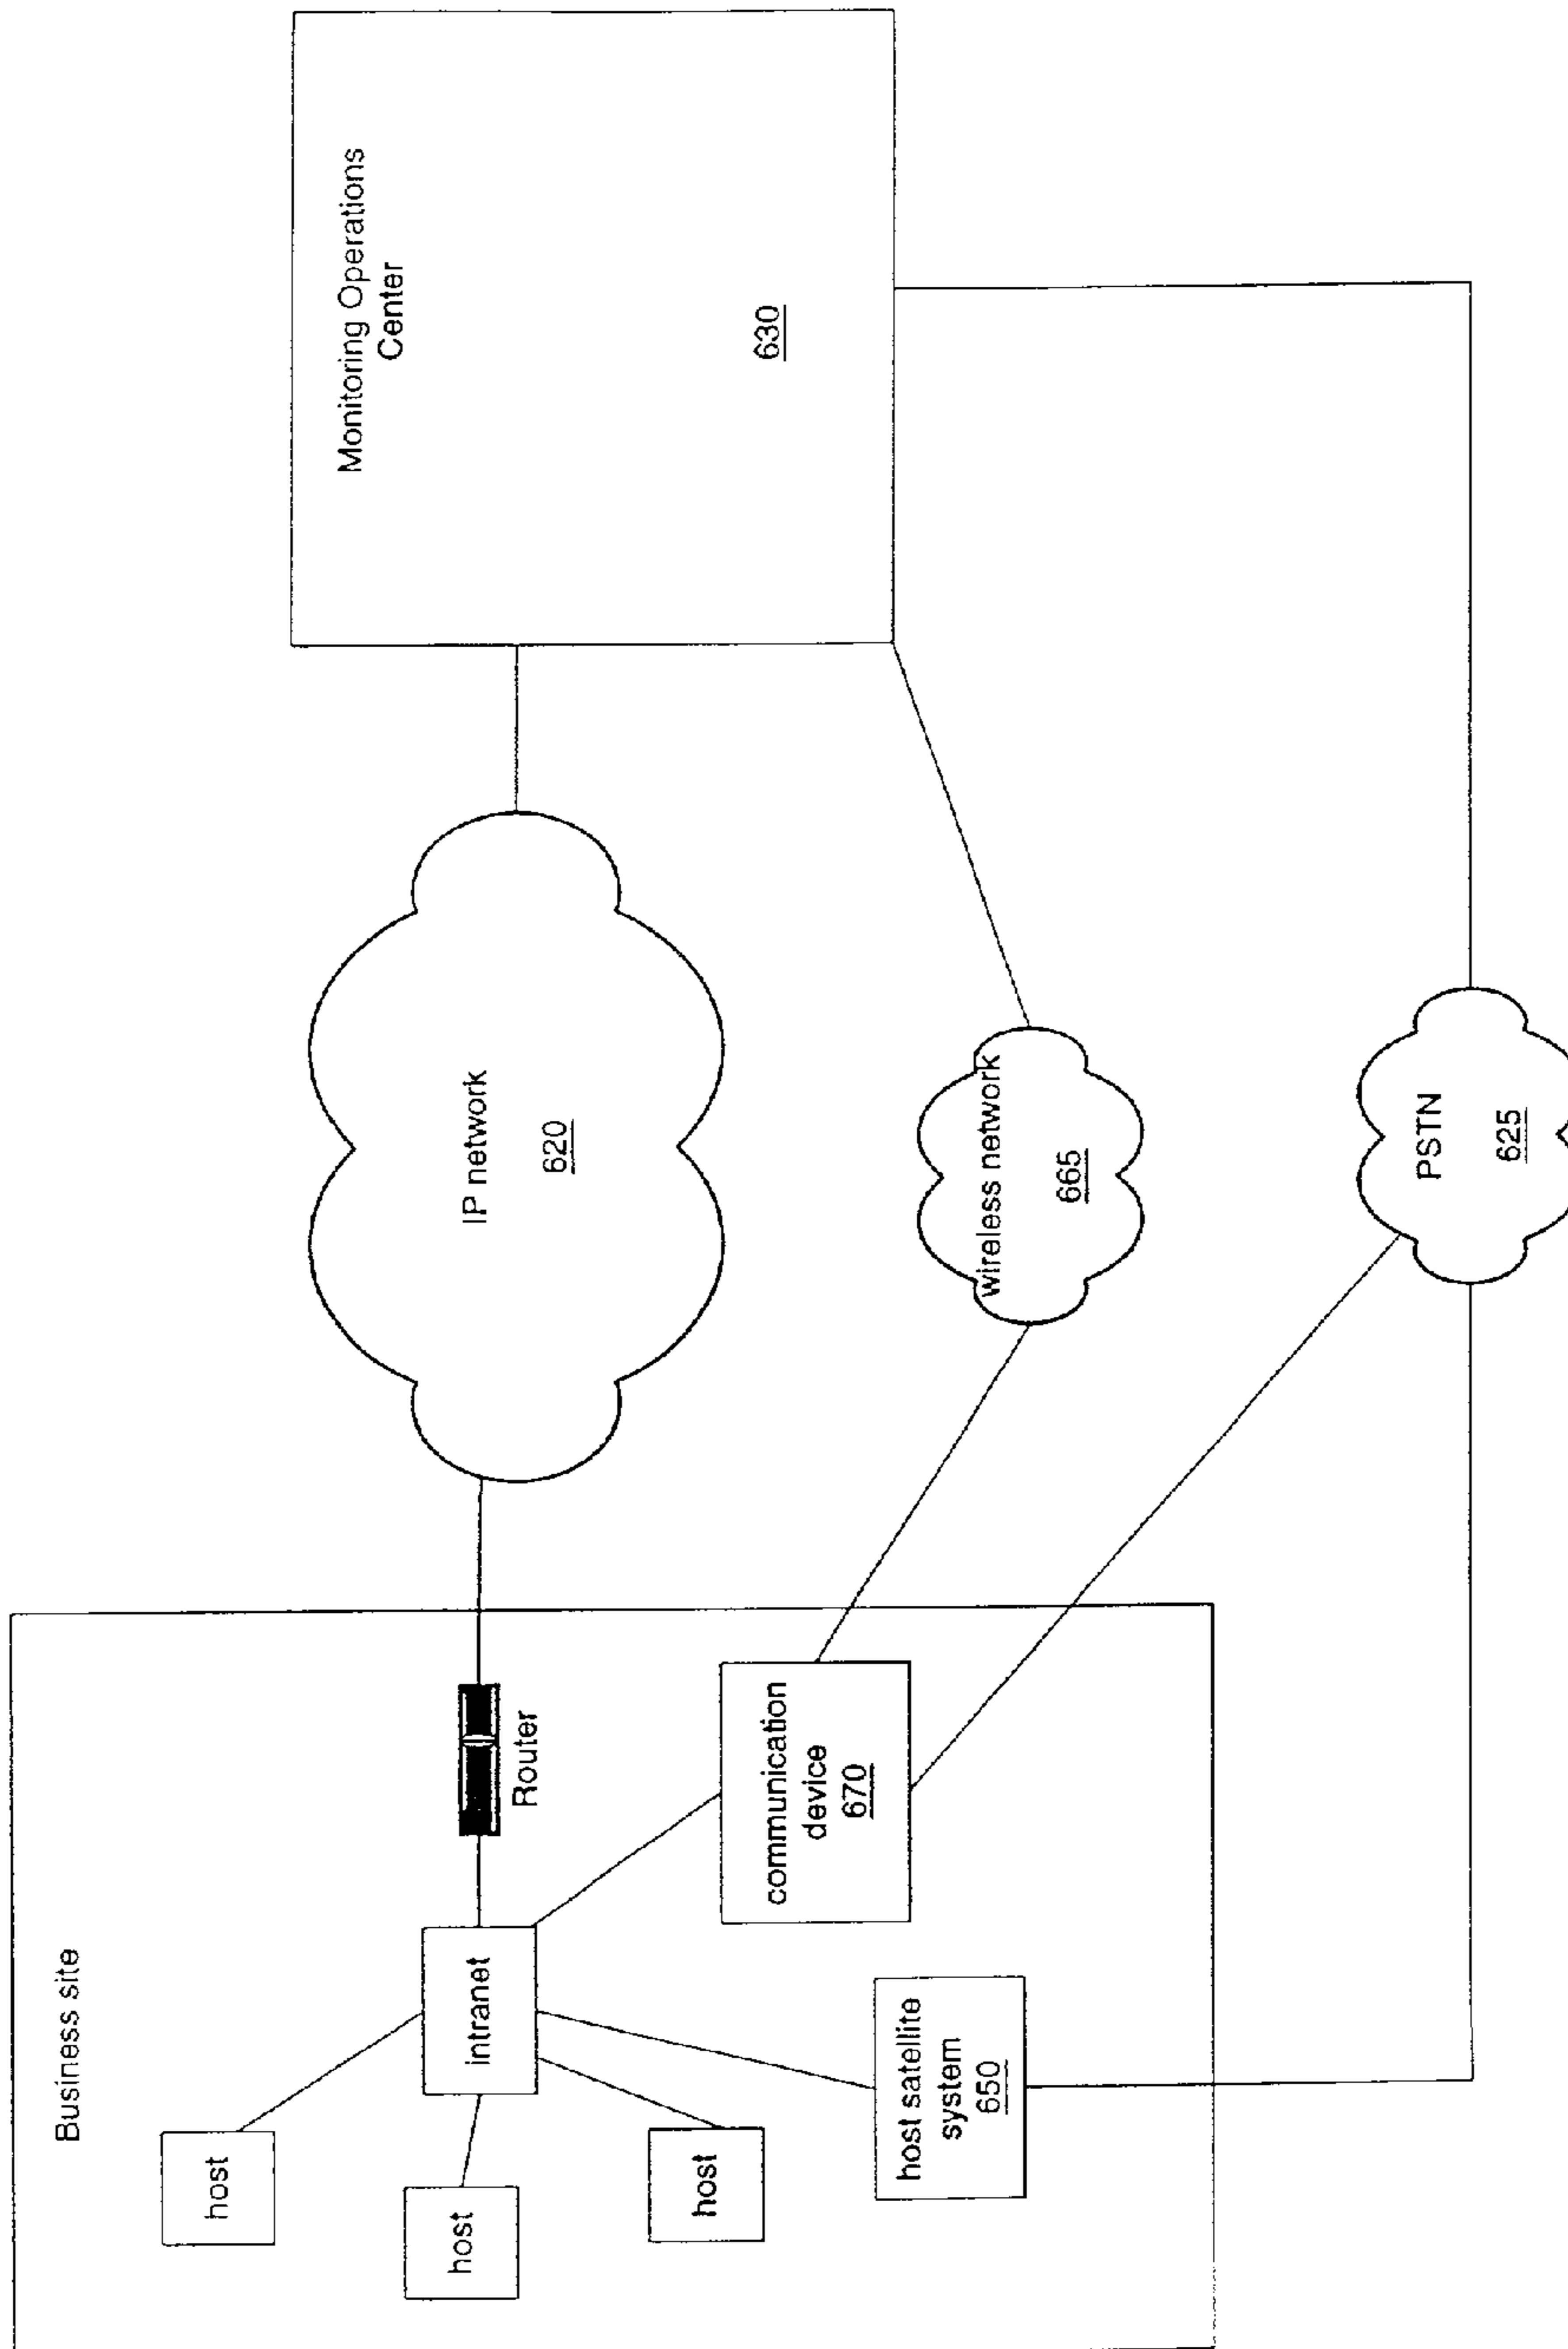 Business site
host
host
host
intranet
Router
host satellite
system
650
communication
device
670
IP network
620
wireless network
665
PSTN
625
Monitoring Operations
Center
630